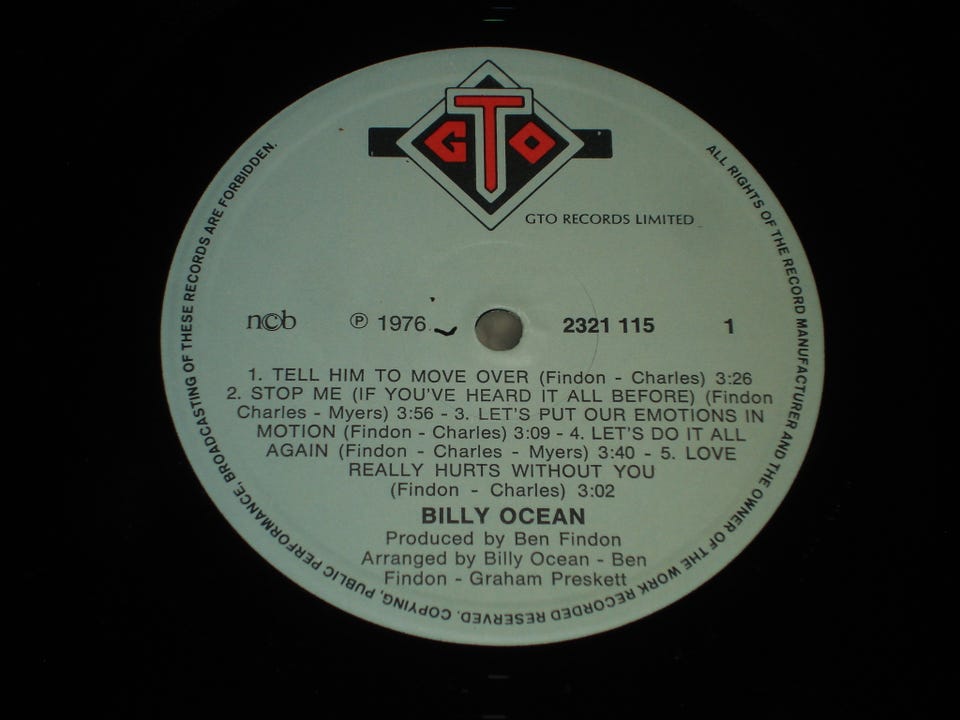 GTO
GTO RECORDS LIMITED
ncb ℗ 1976 2321 115 1
1. TELL HIM TO MOVE OVER (Findon - Charles) 3:26
2. STOP ME (IF YOU'VE HEARD IT ALL BEFORE) (Findon
Charles - Myers) 3:56 - 3. LET'S PUT OUR EMOTIONS IN
MOTION (Findon - Charles) 3:09 - 4. LET'S DO IT ALL
AGAIN (Findon - Charles - Myers) 3:40 - 5. LOVE
REALLY HURTS WITHOUT YOU
(Findon - Charles) 3:02
BILLY OCEAN
Produced by Ben Findon
Arranged by Billy Ocean - Ben
Findon - Graham Preskett
ALL RIGHTS OF THE RECORD MANUFACTURER AND THE OWNER OF THE WORK RECORDED RESERVED. COPYING, PUBLIC PERFORMANCE, BROADCASTING OF THESE RECORDS ARE FORBIDDEN.